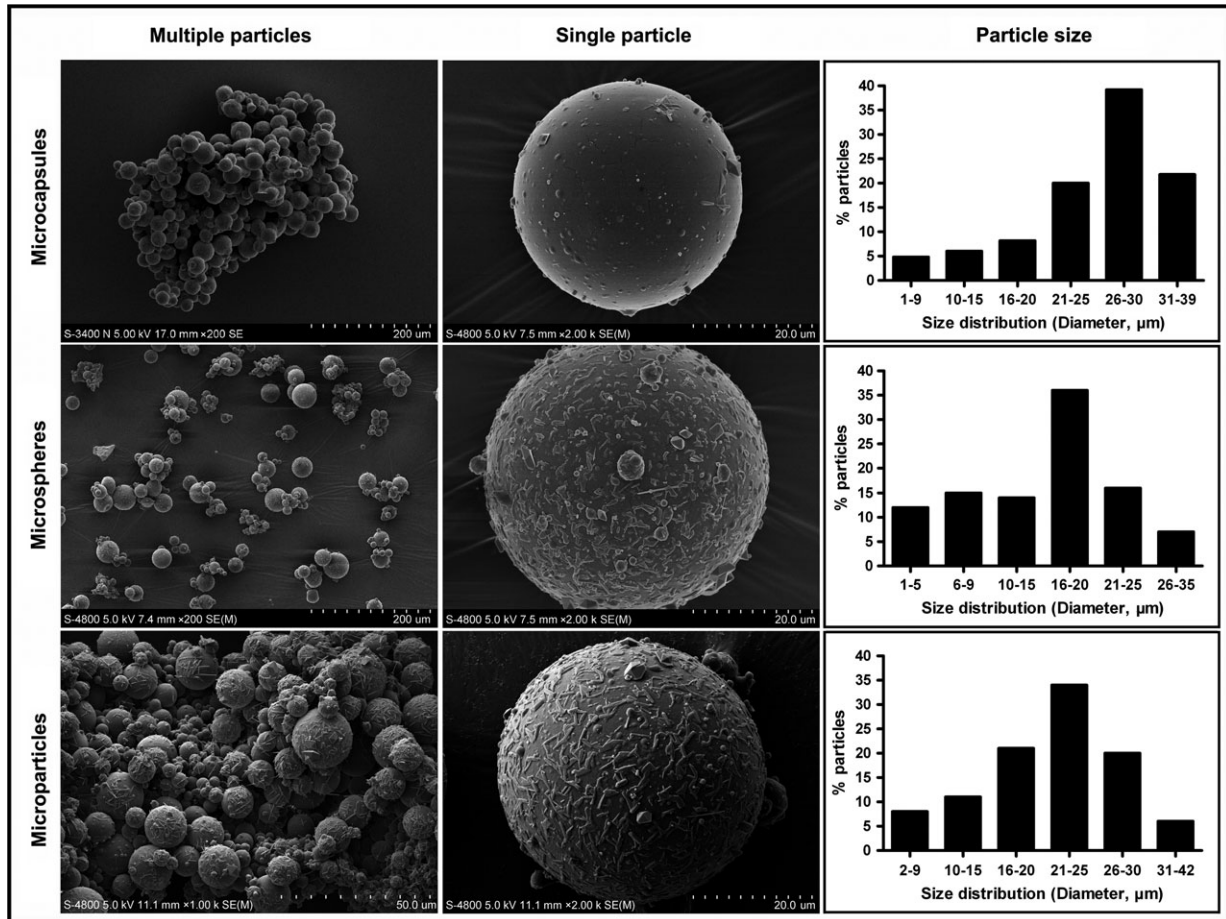 Multiple particles
Single particle
Particle size
Microcapsules
S-3400 N 5.00 kV 17.0 mm ×200 SE
200 um
S-4800 5.0 kV 7.5 mm ×2.00 k SE(M)
20.0 um
% particles
40
35
30
25
20
15
10
5
0
1-9 10-15 16-20 21-25 26-30 31-39
Size distribution (Diameter, µm)
Microspheres
S-4800 5.0 kV 7.4 mm ×200 SE(M)
200 um
S-4800 5.0 kV 7.5 mm ×2.00 k SE(M)
20.0 um
% particles
40
35
30
25
20
15
10
5
0
1-5 6-9 10-15 16-20 21-25 26-35
Size distribution (Diameter, µm)
Microparticles
S-4800 5.0 kV 11.1 mm ×1.00 k SE(M)
50.0 um
S-4800 5.0 kV 11.1 mm ×2.00 k SE(M)
20.0 um
% particles
40
35
30
25
20
15
10
5
0
2-9 10-15 16-20 21-25 26-30 31-42
Size distribution (Diameter, µm)